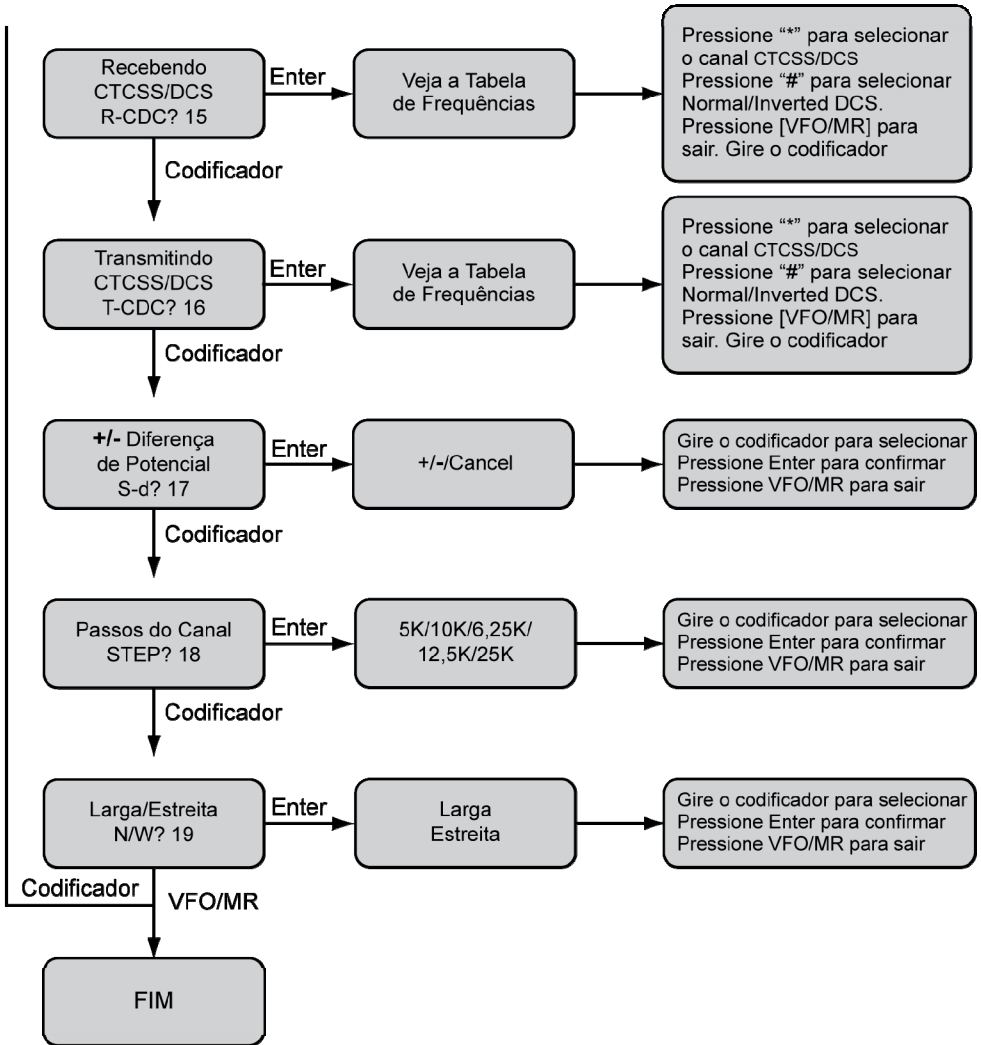 Recebendo
CTCSS/DCS
R-CDC? 15
Enter
Veja a Tabela
de Frequências
Pressione “*” para selecionar
o canal CTCSS/DCS
Pressione “#” para selecionar
Normal/Inverted DCS.
Pressione [VFO/MR] para
sair. Gire o codificador
Codificador
Transmitindo
CTCSS/DCS
T-CDC? 16
Enter
Veja a Tabela
de Frequências
Pressione “*” para selecionar
o canal CTCSS/DCS
Pressione “#” para selecionar
Normal/Inverted DCS.
Pressione [VFO/MR] para
sair. Gire o codificador
Codificador
+/- Diferença
de Potencial
S-d? 17
Enter
+/-/Cancel
Gire o codificador para selecionar
Pressione Enter para confirmar
Pressione VFO/MR para sair
Codificador
Passos do Canal
STEP? 18
Enter
5K/10K/6,25K/
12,5K/25K
Gire o codificador para selecionar
Pressione Enter para confirmar
Pressione VFO/MR para sair
Codificador
Larga/Estreita
N/W? 19
Enter
Larga
Estreita
Gire o codificador para selecionar
Pressione Enter para confirmar
Pressione VFO/MR para sair
Codificador
VFO/MR
FIM